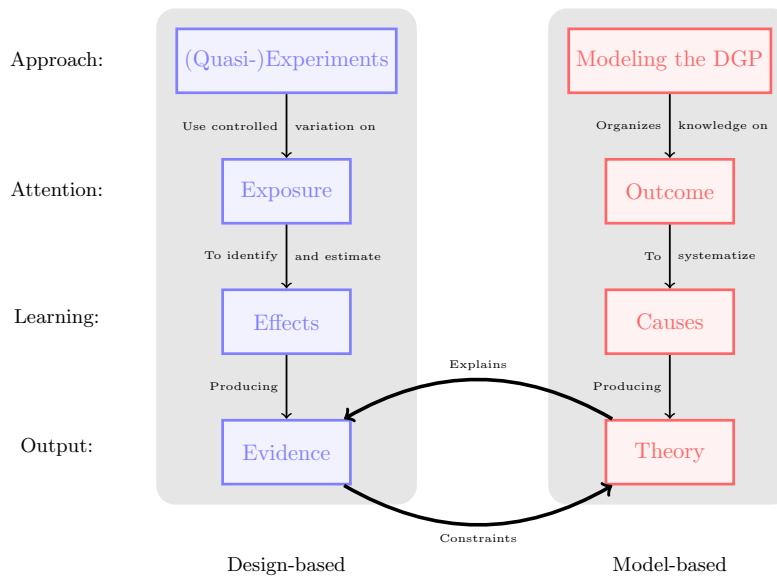 Approach: (Quasi-)Experiments Modeling the DGP
Use controlled variation on Organizes knowledge on
Attention: Exposure Outcome
To identify and estimate To systematize
Learning: Effects Causes
Explains
Producing Producing
Output: Evidence Theory
Constraints
Design-based Model-based